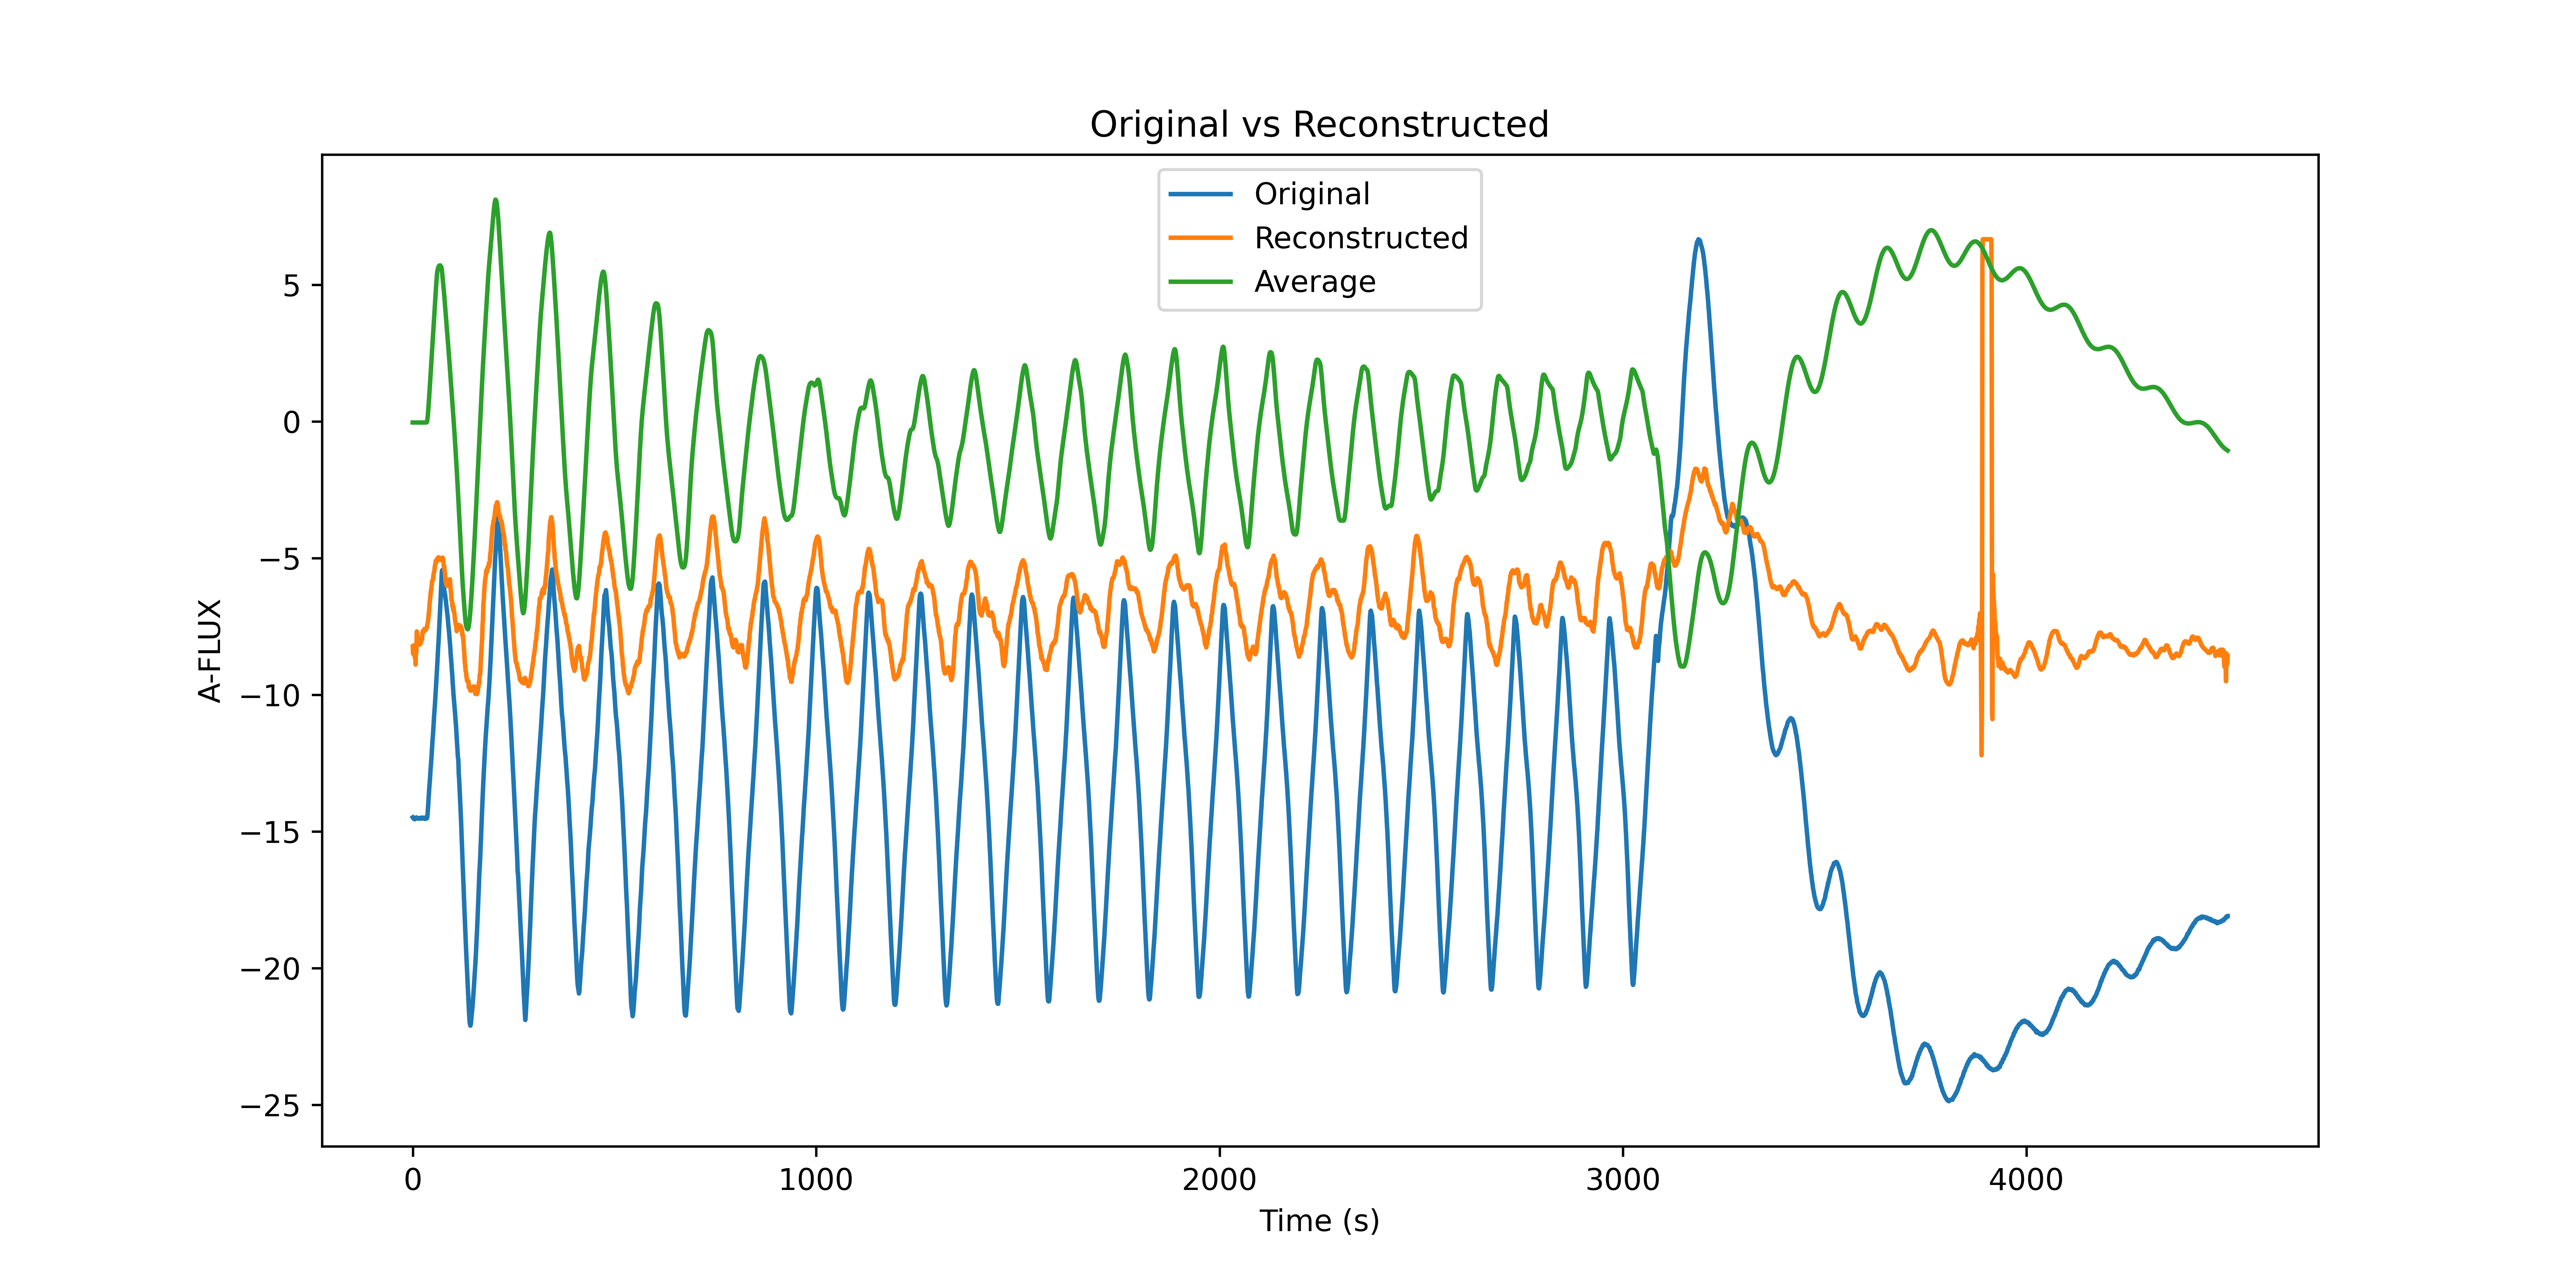 Original vs Reconstructed
Original
Reconstructed
Average
A-FLUX
5
0
−5
−10
−15
−20
−25
0 1000 2000 3000 4000
Time (s)